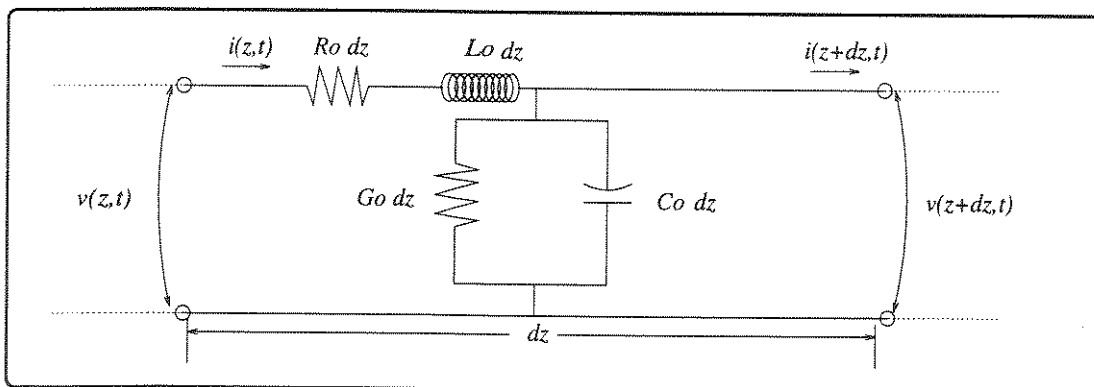 i(z,t)
Ro dz
Lo dz
i(z+dz,t)
v(z,t)
Go dz
Co dz
v(z+dz,t)
dz